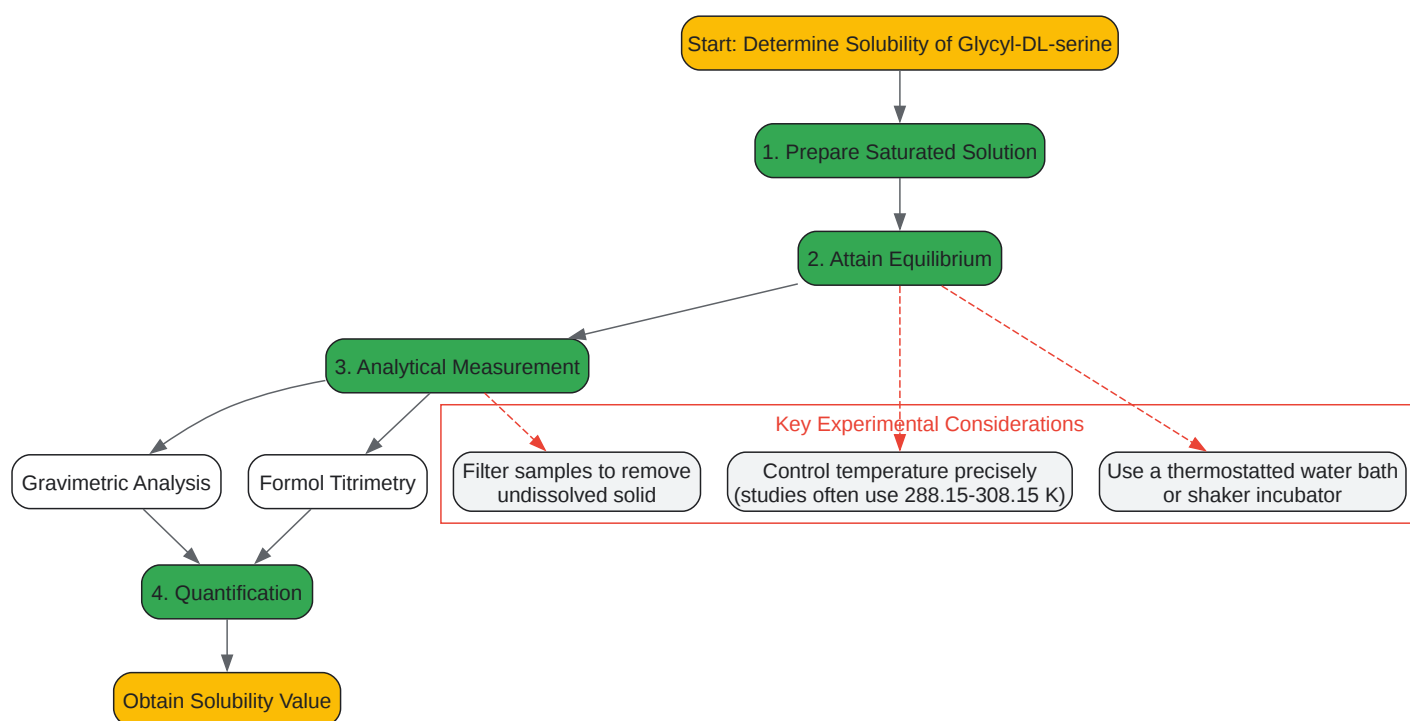 Start: Determine Solubility of Glycyl-DL-serine
1. Prepare Saturated Solution
2. Attain Equilibrium
3. Analytical Measurement
Key Experimental Considerations
Gravimetric Analysis
Formol Titrimetry
Filter samples to remove
undissolved solid
Control temperature precisely
(studies often use 288.15-308.15 K)
Use a thermostatted water bath
or shaker incubator
4. Quantification
Obtain Solubility Value